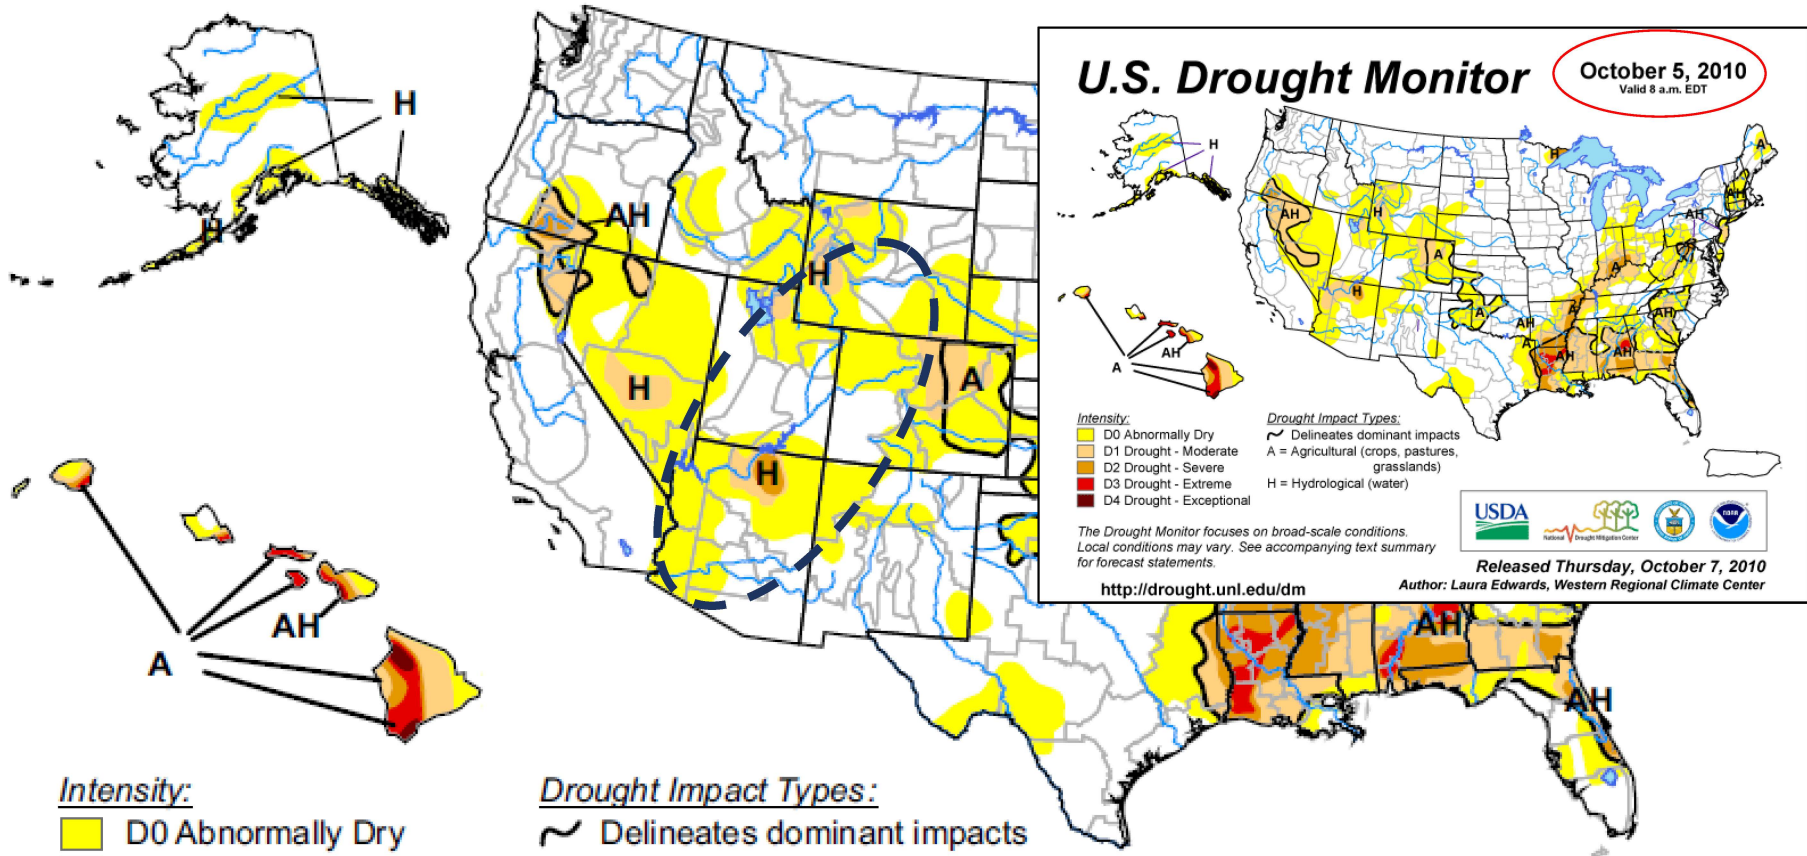 H
H
AH
H
H
A
H
A
AH
AH
AH
Intensity:
D0 Abnormally Dry
Drought Impact Types:
Delineates dominant impacts
U.S. Drought Monitor
October 5, 2010
Valid 8 a.m. EDT
H
H
AH
H
A
H
A
AH
A
A
AH
AH
A
AH
AH
A
AH
H
A
AH
Intensity:
D0 Abnormally Dry
D1 Drought - Moderate
D2 Drought - Severe
D3 Drought - Extreme
D4 Drought - Exceptional
Drought Impact Types:
Delineates dominant impacts
A = Agricultural (crops, pastures,
grasslands)
H = Hydrological (water)
The Drought Monitor focuses on broad-scale conditions.
Local conditions may vary. See accompanying text summary
for forecast statements.
http://drought.unl.edu/dm
USDA
National Drought Mitigation Center
Released Thursday, October 7, 2010
Author: Laura Edwards, Western Regional Climate Center